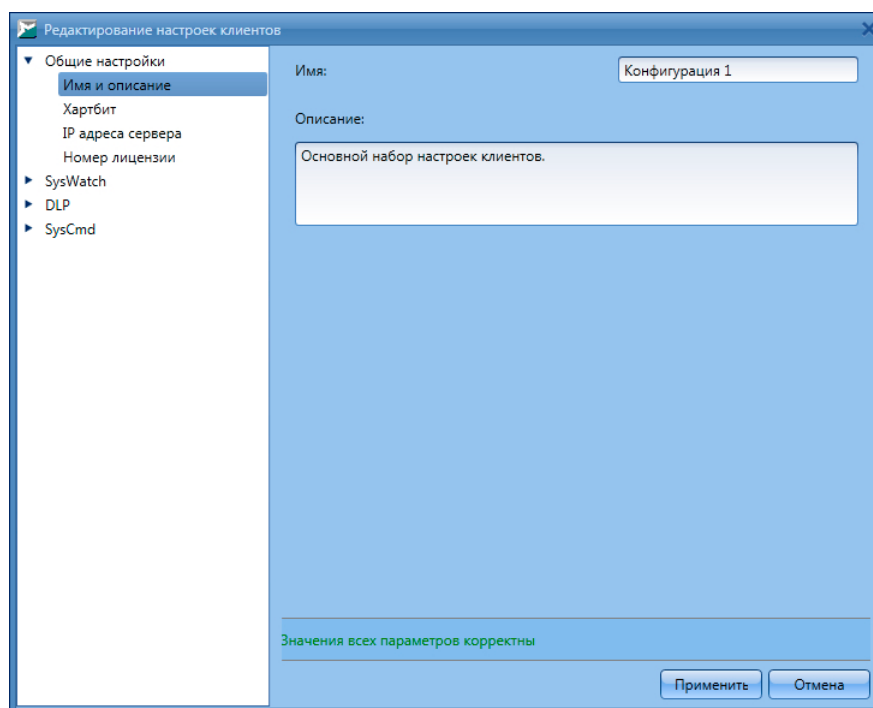 Редактирование настроек клиентов
Общие настройки
Имя и описание
Хартбит
IP адреса сервера
Номер лицензии
SysWatch
DLP
SysCmd
Имя:
Конфигурация 1
Описание:
Основной набор настроек клиентов.
Значения всех параметров корректны
Применить
Отмена